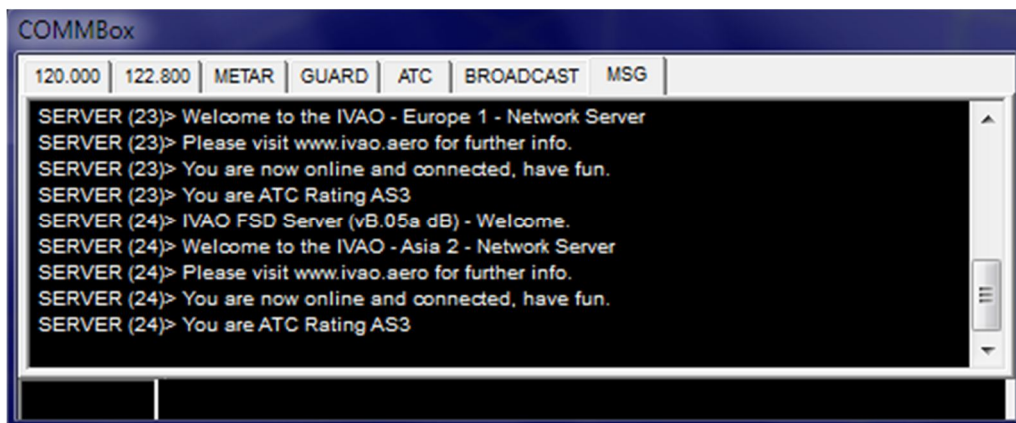 COMMBox
120.000 122.800 METAR GUARD ATC BROADCAST MSG
SERVER (23)> Welcome to the IVAO - Europe 1 - Network Server
SERVER (23)> Please visit www.ivao.aero for further info.
SERVER (23)> You are now online and connected, have fun.
SERVER (23)> You are ATC Rating AS3
SERVER (24)> IVAO FSD Server (vB.05a dB) - Welcome.
SERVER (24)> Welcome to the IVAO - Asia 2 - Network Server
SERVER (24)> Please visit www.ivao.aero for further info.
SERVER (24)> You are now online and connected, have fun.
SERVER (24)> You are ATC Rating AS3